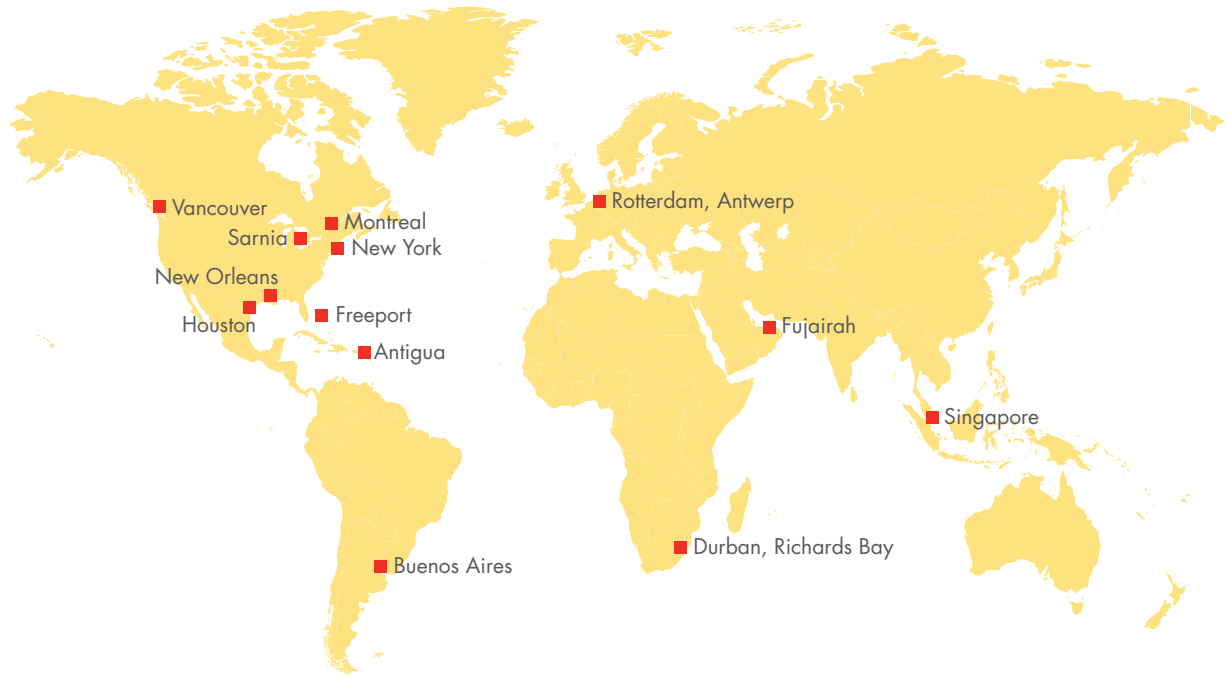 Rotterdam, Antwerp
Vancouver
Montreal
Sarnia
New York
New Orleans
Freeport
Houston
Fujairah
Antigua
Singapore
Durban, Richards Bay
Buenos Aires